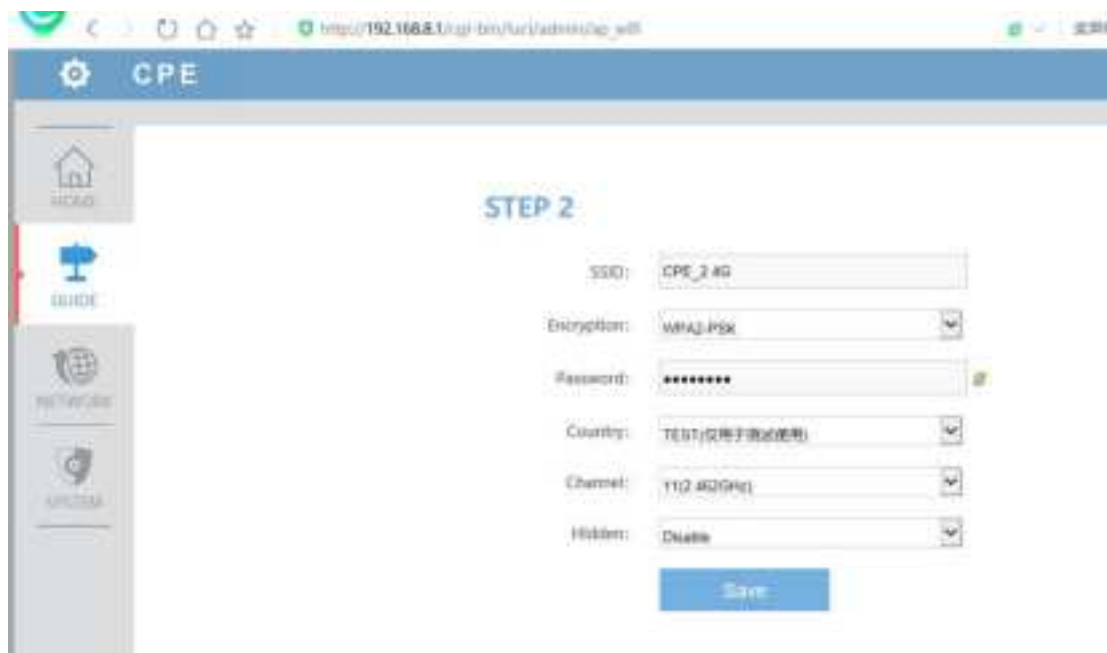 http://192.168.8.1/cgi-bin/luci/admin/ap_wifi
CPE
HOME
GUIDE
NETWORK
SYSTEM
STEP 2
SSID: CPE_2.4G
Encryption: WPA2-PSK
Password: ••••••••
Country: TEST(仅用于测试使用)
Channel: 11(2.462GHz)
Hidden: Disable
Save